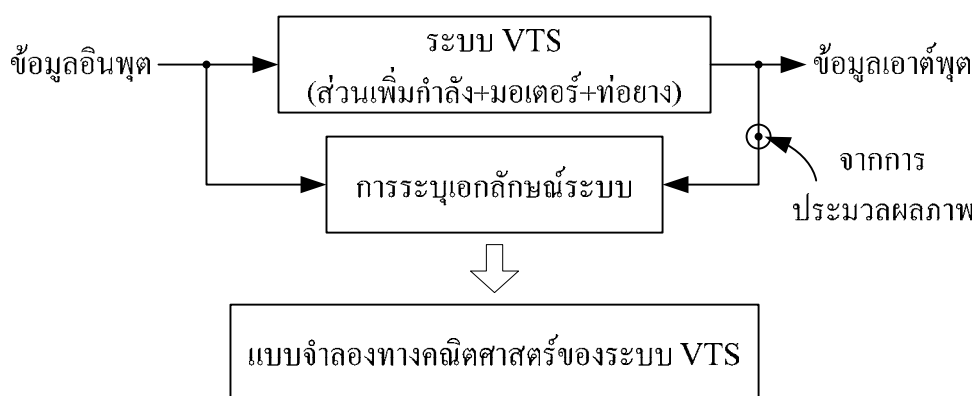 ระบบ VTS
ข้อมูลอินพุต
ข้อมูลเอาต์พุต
(ส่วนเพิ่มกำลัง+มอเตอร์+ท่อยาง)
จากการ
การระบุเอกลักษณ์ระบบ
ประมวลผลภาพ
แบบจำลองทางคณิตศาสตร์ของระบบ VTS